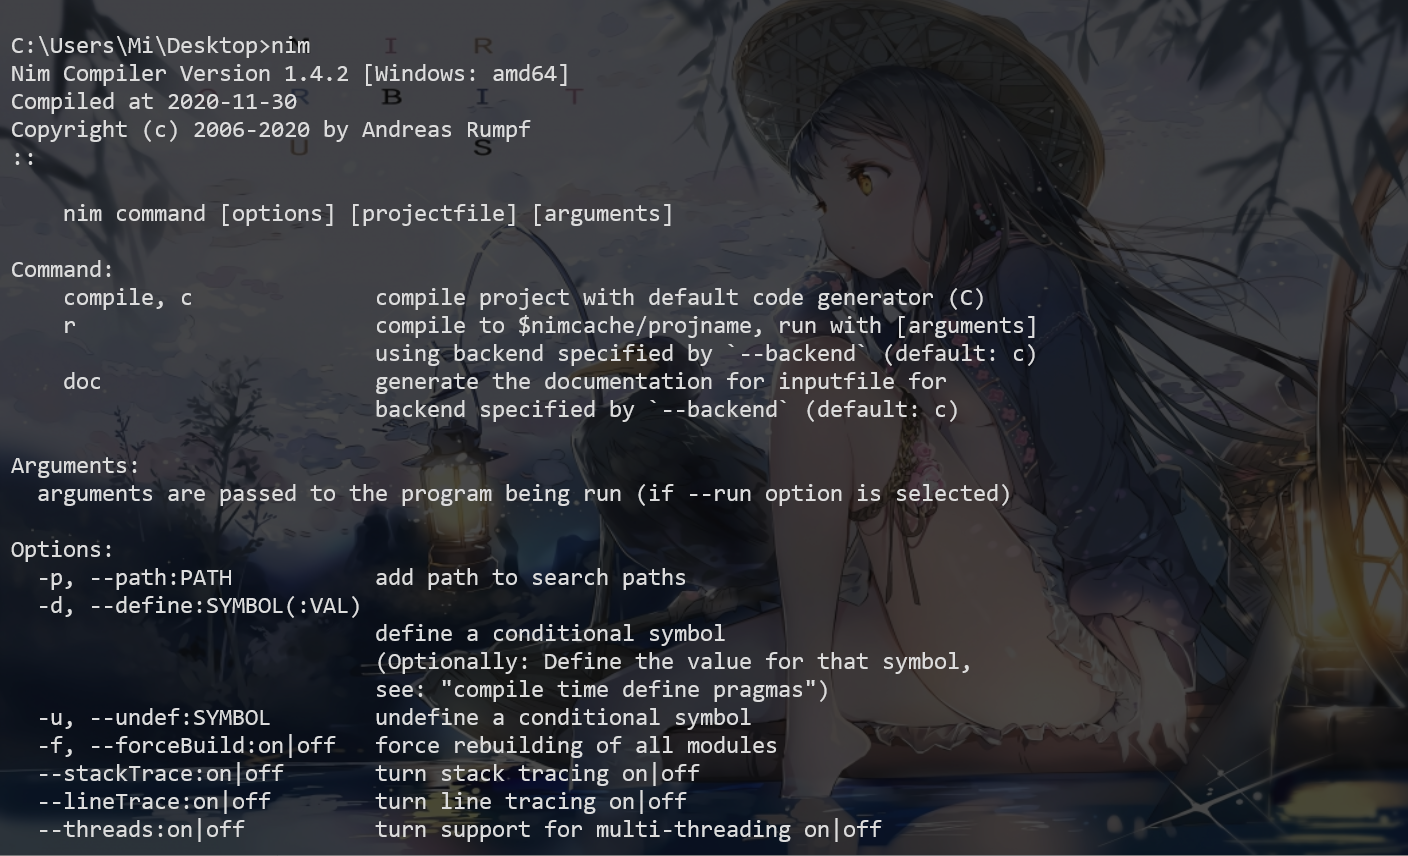 C:\Users\Mi\Desktop>nim
Nim Compiler Version 1.4.2 [Windows: amd64]
Compiled at 2020-11-30
Copyright (c) 2006-2020 by Andreas Rumpf
::
nim command [options] [projectfile] [arguments]
Command:
compile, c compile project with default code generator (C)
r compile to $nimcache/projname, run with [arguments]
using backend specified by `--backend` (default: c)
doc generate the documentation for inputfile for
backend specified by `--backend` (default: c)
Arguments:
arguments are passed to the program being run (if --run option is selected)
Options:
-p, --path:PATH add path to search paths
-d, --define:SYMBOL(:VAL)
define a conditional symbol
(Optionally: Define the value for that symbol,
see: "compile time define pragmas")
-u, --undef:SYMBOL undefine a conditional symbol
-f, --forceBuild:on|off force rebuilding of all modules
--stackTrace:on|off turn stack tracing on|off
--lineTrace:on|off turn line tracing on|off
--threads:on|off turn support for multi-threading on|off